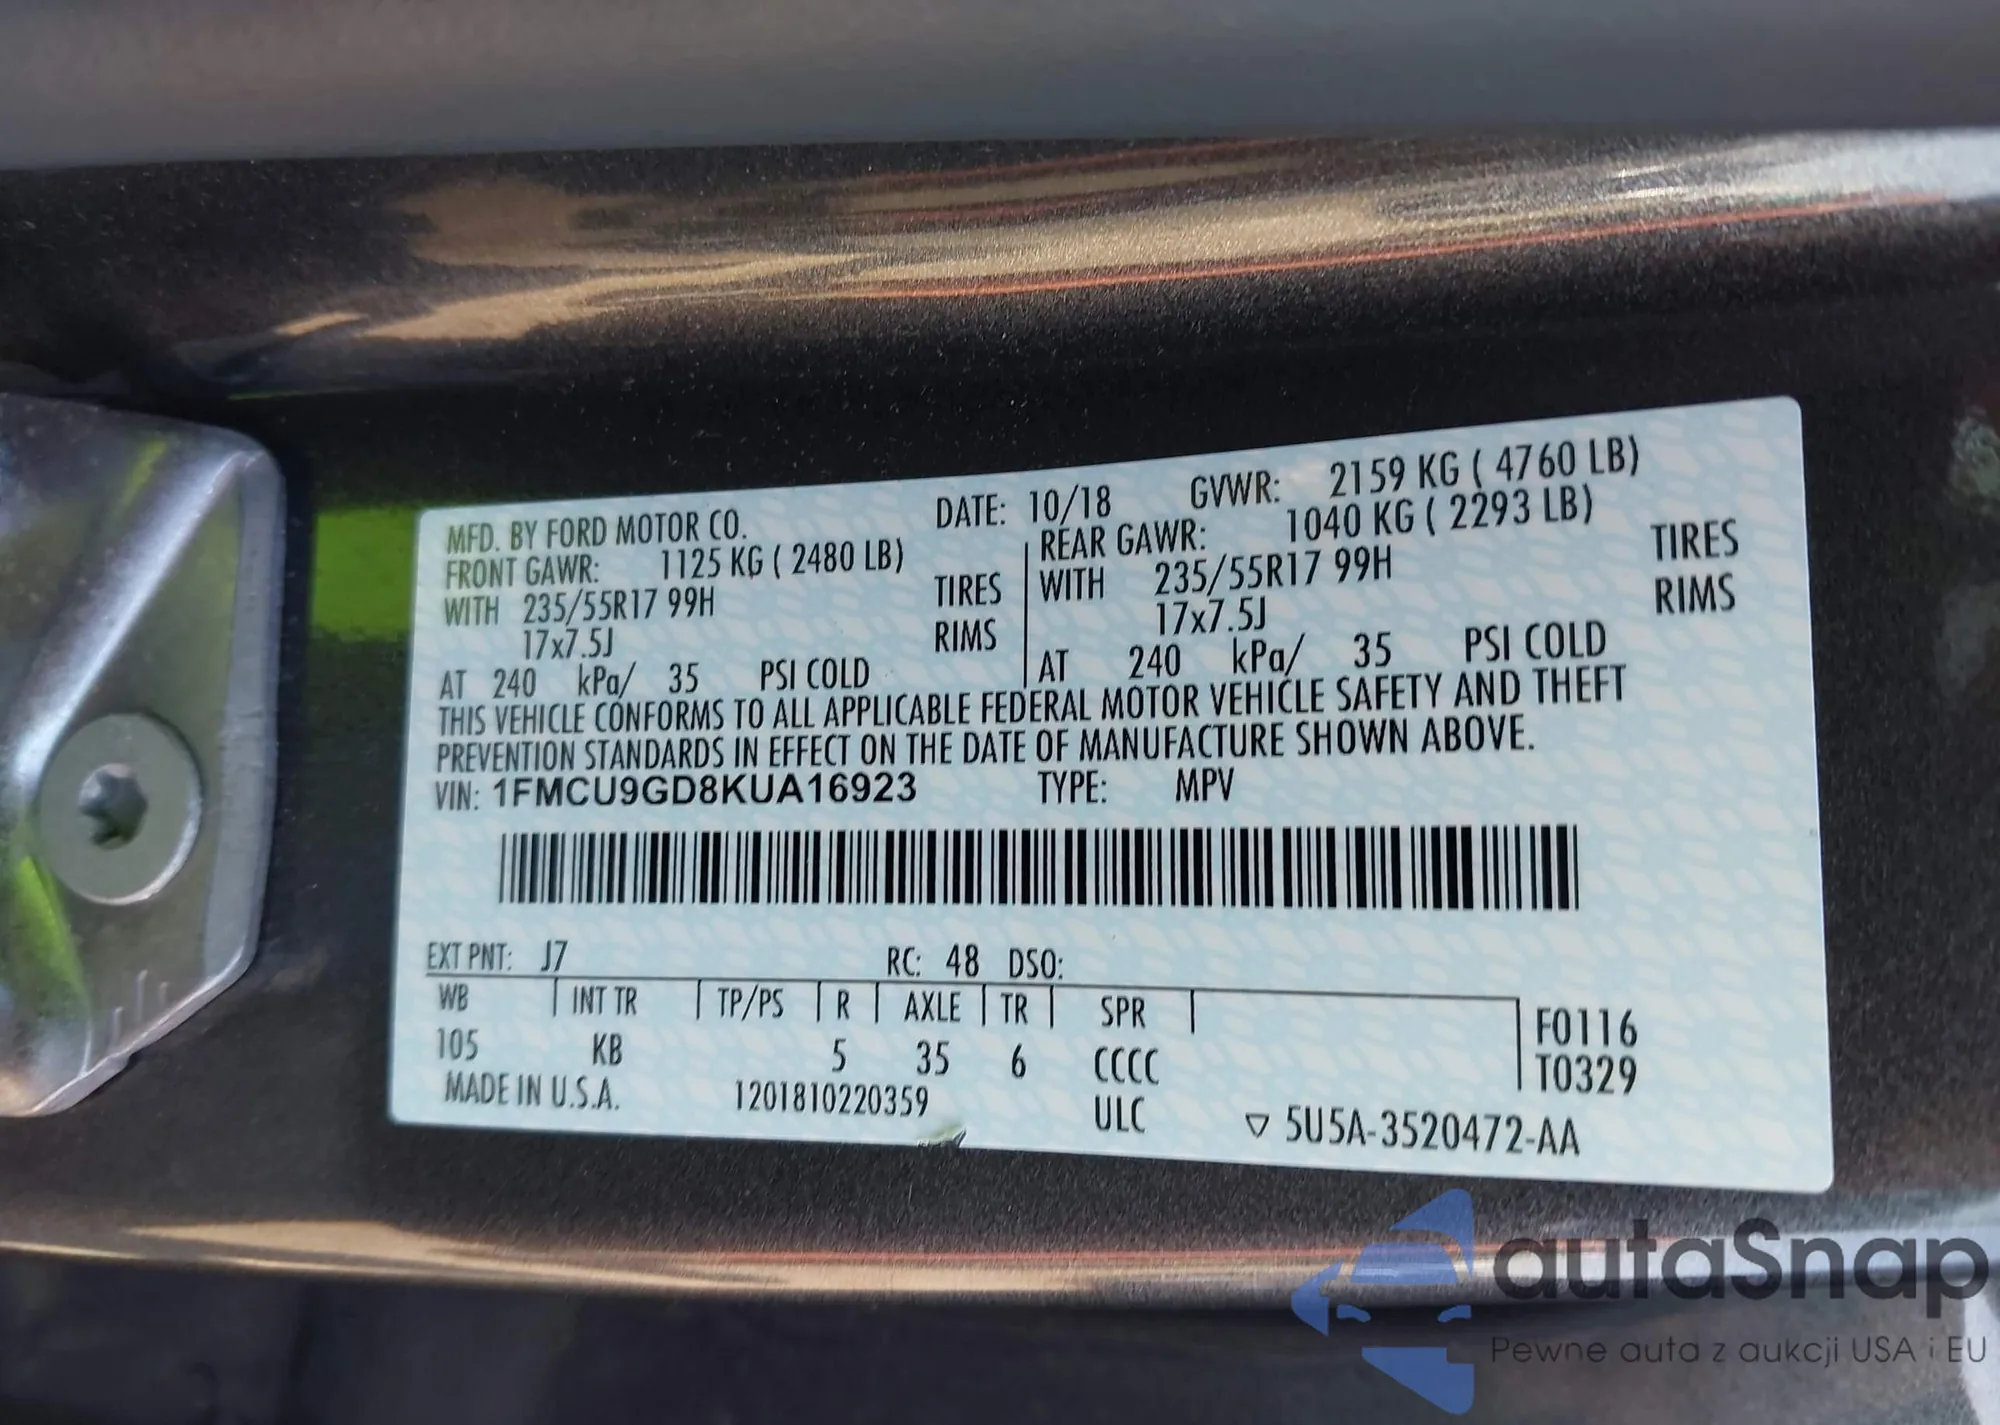 MFD. BY FORD MOTOR CO. DATE: 10/18 GVWR: 2159 KG ( 4760 LB)
FRONT GAWR: 1125 KG ( 2480 LB)
WITH 235/55R17 99H TIRES
17x7.5J RIMS
AT 240 kPa/ 35 PSI COLD
REAR GAWR: 1040 KG ( 2293 LB)
WITH 235/55R17 99H TIRES
17x7.5J RIMS
AT 240 kPa/ 35 PSI COLD
THIS VEHICLE CONFORMS TO ALL APPLICABLE FEDERAL MOTOR VEHICLE SAFETY AND THEFT
PREVENTION STANDARDS IN EFFECT ON THE DATE OF MANUFACTURE SHOWN ABOVE.
VIN: 1FMCU9GD8KUA16923 TYPE: MPV
EXT PNT: J7 RC: 48 DSO:
WB INT TR TP/PS R AXLE TR SPR F0116
105 KB 5 35 6 CCCC T0329
MADE IN U.S.A. 1201810220359 ULC ▽ 5U5A-3520472-AA
autaSnap
Pewne auta z aukcji USA i EU